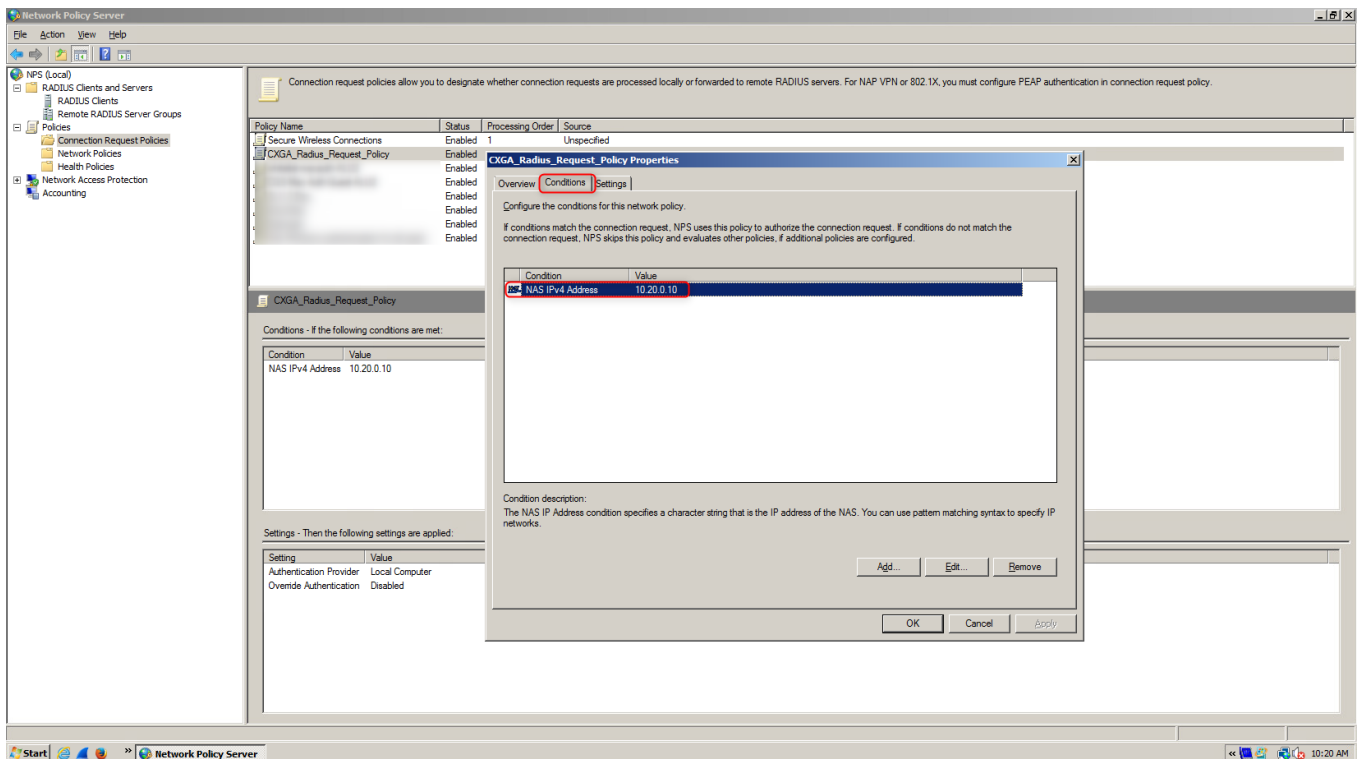 Network Policy Server
File Action View Help
NPS (Local)
RADIUS Clients and Servers
RADIUS Clients
Remote RADIUS Server Groups
Policies
Connection Request Policies
Network Policies
Health Policies
Network Access Protection
Accounting
Connection request policies allow you to designate whether connection requests are processed locally or forwarded to remote RADIUS servers. For NAP VPN or 802.1X, you must configure PEAP authentication in connection request policy.
Policy Name Status Processing Order Source
Secure Wireless Connections Enabled 1 Unspecified
CXGA_Radius_Request_Policy Enabled
Enabled
Enabled
Enabled
Enabled
Enabled
Enabled
CXGA_Radius_Request_Policy
Conditions - If the following conditions are met:
Condition Value
NAS IPv4 Address 10.20.0.10
Settings - Then the following settings are applied:
Setting Value
Authentication Provider Local Computer
Override Authentication Disabled
CXGA_Radius_Request_Policy Properties
Overview Conditions Settings
Configure the conditions for this network policy.
If conditions match the connection request, NPS uses this policy to authorize the connection request. If conditions do not match the
connection request, NPS skips this policy and evaluates other policies, if additional policies are configured.
Condition Value
NAS IPv4 Address 10.20.0.10
Condition description:
The NAS IP Address condition specifies a character string that is the IP address of the NAS. You can use pattern matching syntax to specify IP
networks.
Add... Edit... Remove
OK Cancel Apply
Start Network Policy Server 10:20 AM